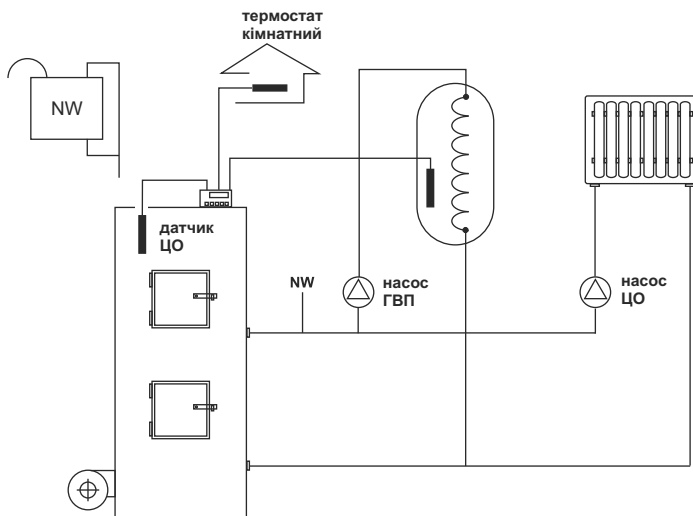 термостат
кімнатний
NW
датчик
ЦО
NW
насос
ГВП
насос
ЦО